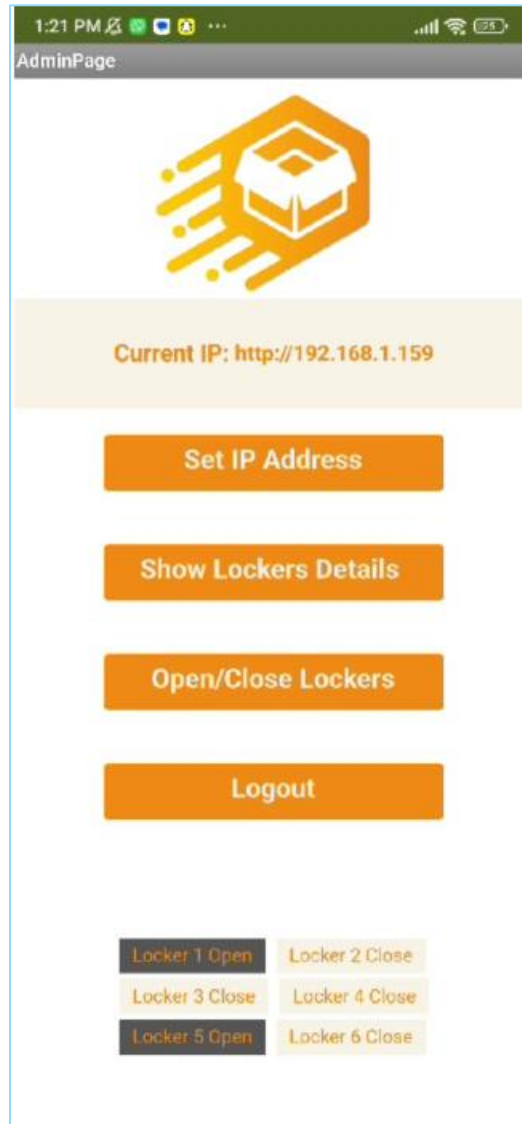 1:21 PM
AdminPage
Current IP: http://192.168.1.159
Set IP Address
Show Lockers Details
Open/Close Lockers
Logout
Locker 1 Open Locker 2 Close
Locker 3 Close Locker 4 Close
Locker 5 Open Locker 6 Close